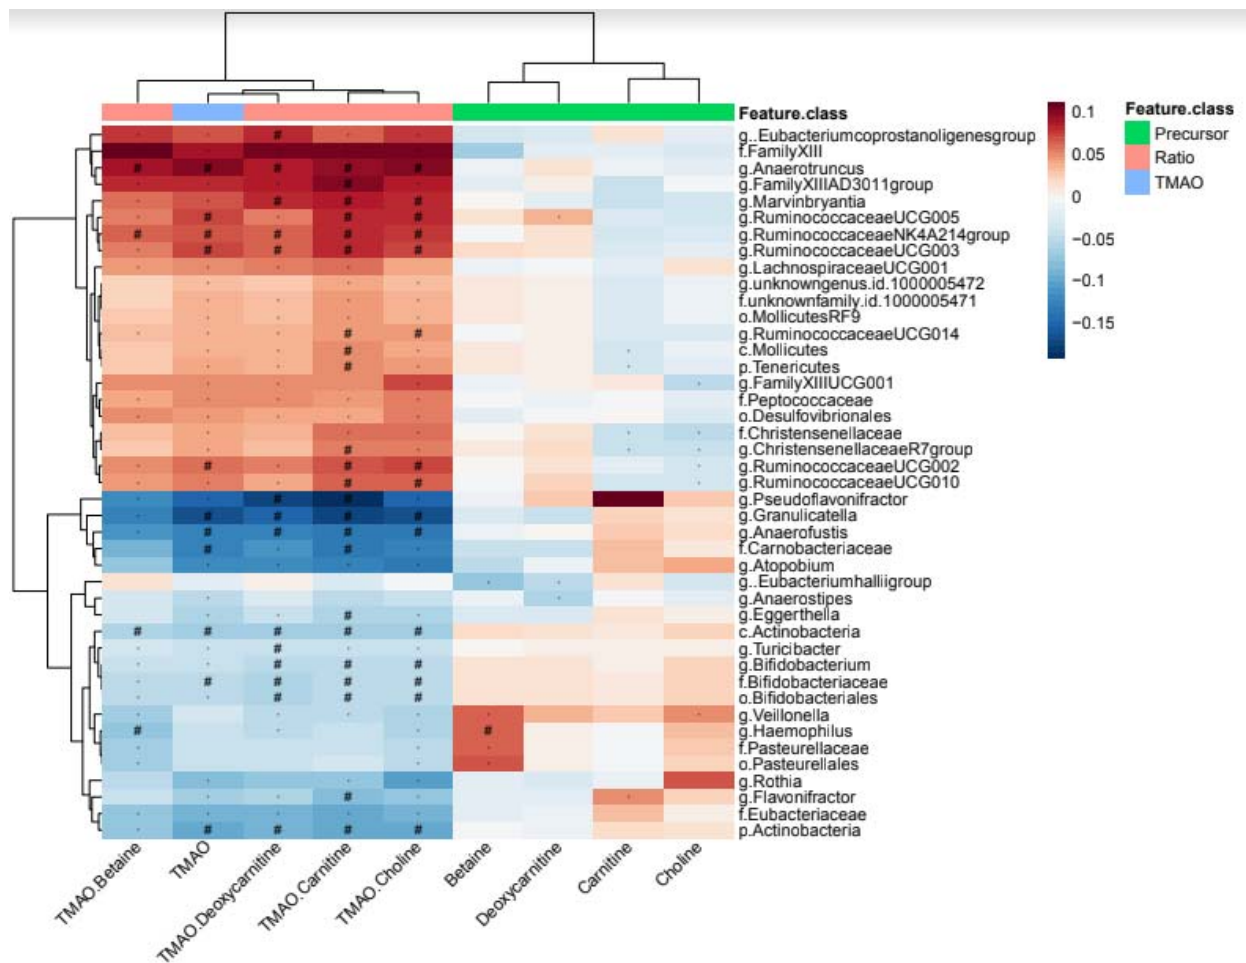 Feature.class
g..Eubacteriumcoprostanoligenesgroup
f.FamilyXIII
g.Anaerotruncus
g.FamilyXIIIAD3011group
g.Marvinbryantia
g.RuminococcaceaeUCG005
g.RuminococcaceaeNK4A214group
g.RuminococcaceaeUCG003
g.LachnospiraceaeUCG001
g.unknowngenus.id.1000005472
f.unknownfamily.id.1000005471
o.MollicutesRF9
g.RuminococcaceaeUCG014
c.Mollicutes
p.Tenericutes
g.FamilyXIIIUCG001
f.Peptococcaceae
o.Desulfovibrionales
f.Christensenellaceae
g.ChristensenellaceaeR7group
g.RuminococcaceaeUCG002
g.RuminococcaceaeUCG010
g.Pseudoflavonifractor
g.Granulicatella
g.Anaerofustis
f.Carnobacteriaceae
g.Atopobium
g..Eubacteriumhalliigroup
g.Anaerostipes
g.Eggerthella
c.Actinobacteria
g.Turicibacter
g.Bifidobacterium
f.Bifidobacteriaceae
o.Bifidobacteriales
g.Veillonella
g.Haemophilus
f.Pasteurellaceae
o.Pasteurellales
g.Rothia
g.Flavonifractor
f.Eubacteriaceae
p.Actinobacteria
TMAO.Betaine
TMAO
TMAO.Deoxycarnitine
TMAO.Carnitine
TMAO.Choline
Betaine
Deoxycarnitine
Carnitine
Choline
0.1
0.05
0
−0.05
−0.1
−0.15
Feature.class
Precursor
Ratio
TMAO